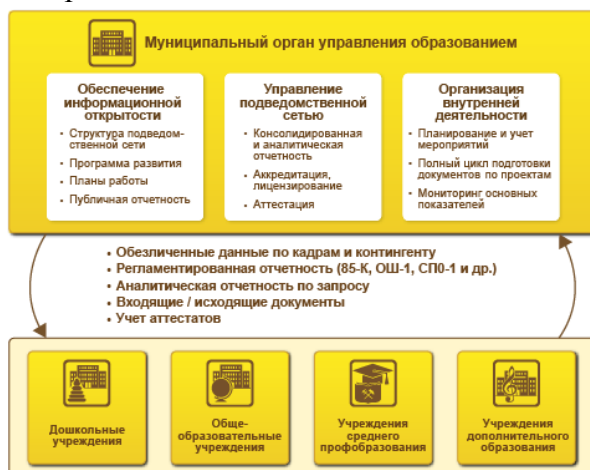 Муниципальный орган управления образованием
Обеспечение
информационной
открытости
• Структура подведом-
ственной сети
• Программа развития
• Планы работы
• Публичная отчетность
Управление
подведомственной
сетью
• Консолидированная
и аналитическая
отчетность
• Аккредитация,
лицензирование
• Аттестация
Организация
внутренней
деятельности
• Планирование и учет
мероприятий
• Полный цикл подготовки
документов по проектам
• Мониторинг основных
показателей
• Обезличенные данные по кадрам и контингенту
• Регламентированная отчетность (85-К, ОШ-1, СП0-1 и др.)
• Аналитическая отчетность по запросу
• Входящие / исходящие документы
• Учет аттестатов
Дошкольные
учреждения
Обще-
образовательные
учреждения
Учреждения
среднего
профобразования
Учреждения
дополнительного
образования